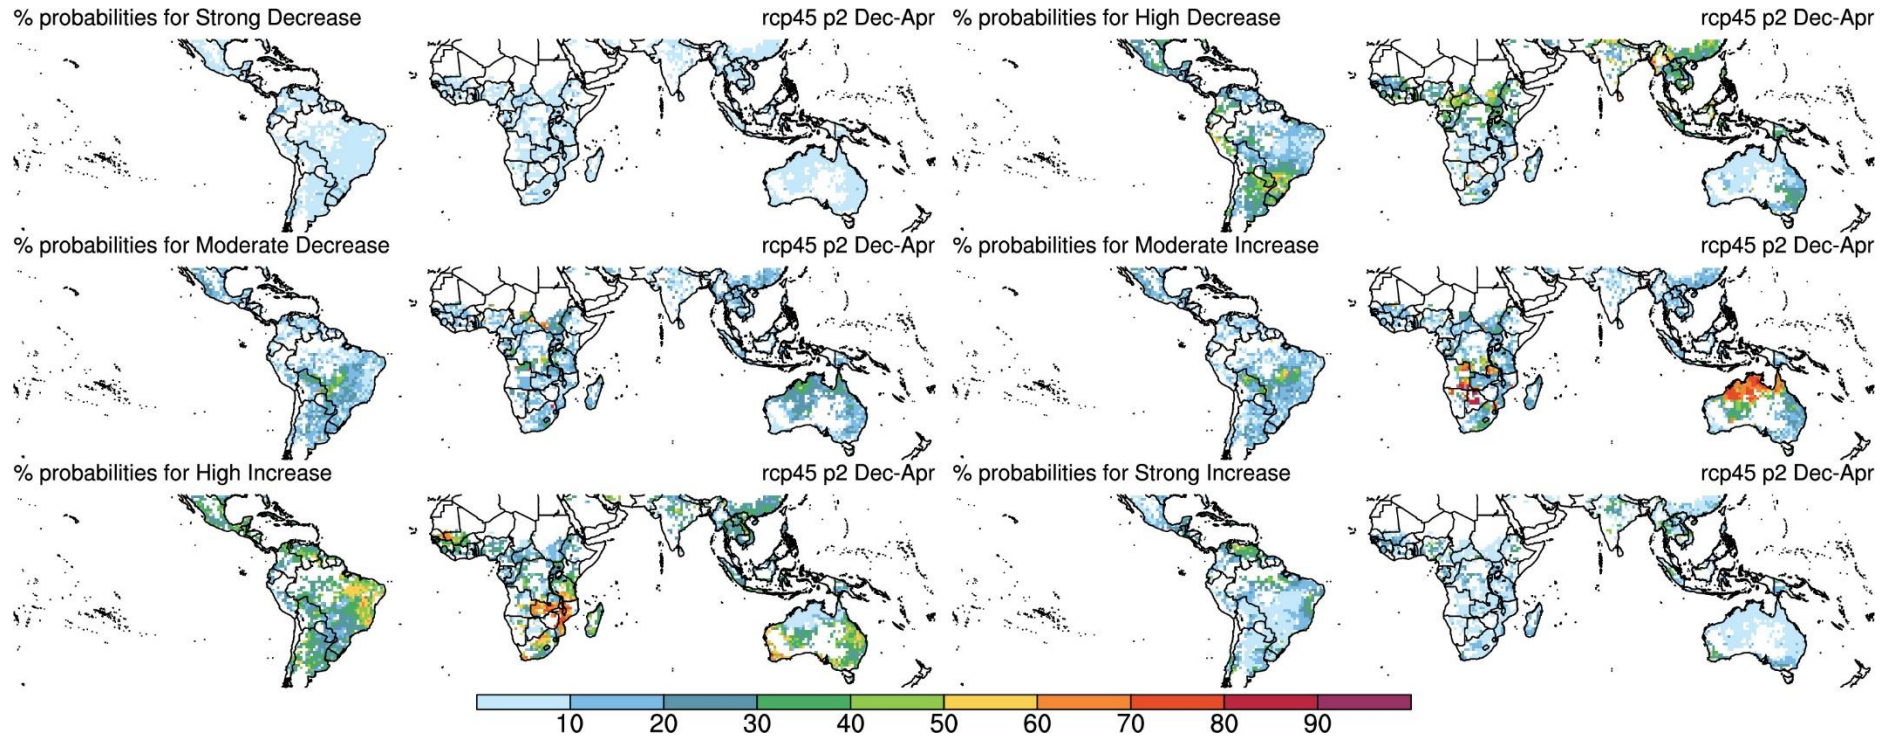 % probabilities for Strong Decrease
rcp45 p2 Dec-Apr
% probabilities for High Decrease
rcp45 p2 Dec-Apr
% probabilities for Moderate Decrease
rcp45 p2 Dec-Apr
% probabilities for Moderate Increase
rcp45 p2 Dec-Apr
% probabilities for High Increase
rcp45 p2 Dec-Apr
% probabilities for Strong Increase
rcp45 p2 Dec-Apr
10 20 30 40 50 60 70 80 90